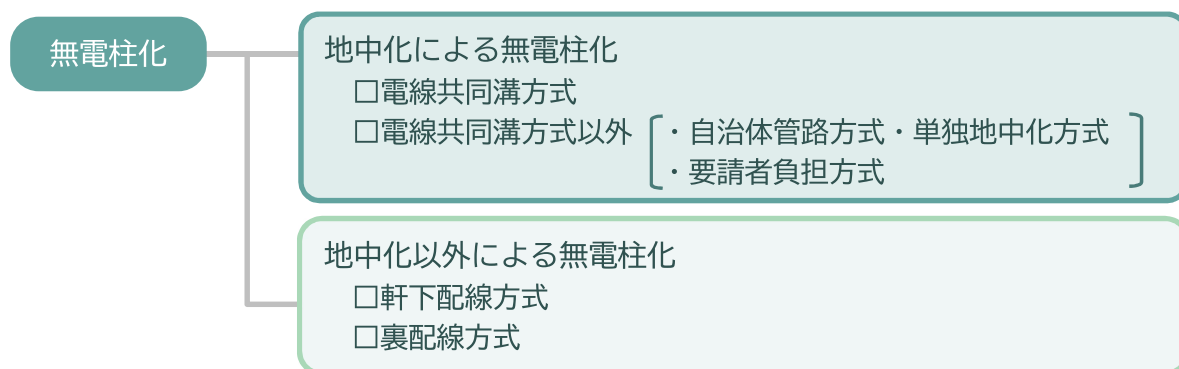 無電柱化
地中化による無電柱化
□電線共同溝方式
□電線共同溝方式以外
・自治体管路方式・単独地中化方式
・要請者負担方式
地中化以外による無電柱化
□軒下配線方式
□裏配線方式